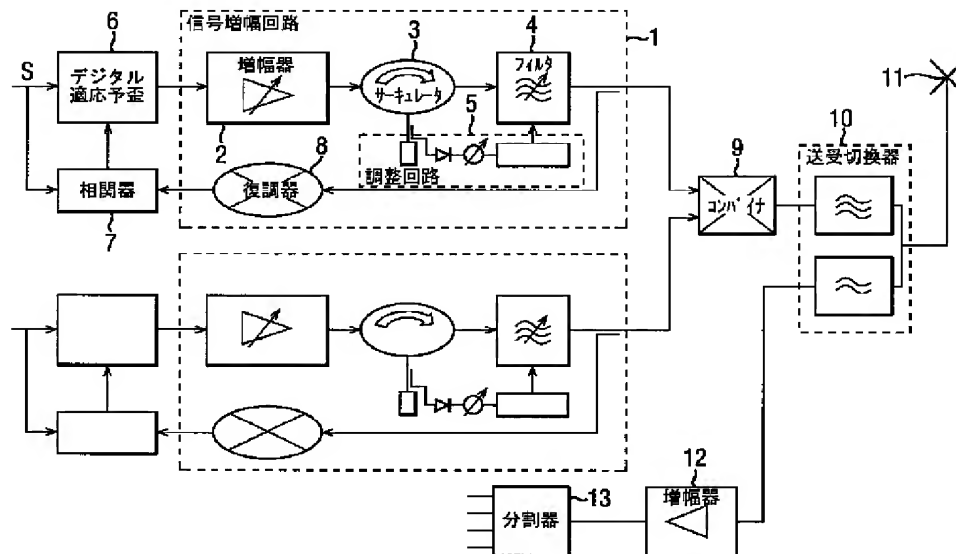 信号増幅回路
1
6
3
4
11
S
デジタル
適応予歪
増幅器
サーキュレータ
フィルタ
5
10
2
8
調整回路
送受切換器
9
相関器
復調器
コンバイナ
7
12
13
増幅器
分割器